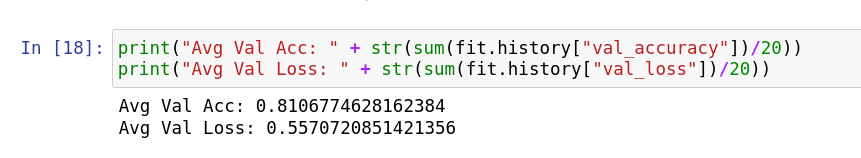 In [18]: print("Avg Val Acc: " + str(sum(fit.history["val_accuracy"])/20))
print("Avg Val Loss: " + str(sum(fit.history["val_loss"])/20))
Avg Val Acc: 0.8106774628162384
Avg Val Loss: 0.5570720851421356